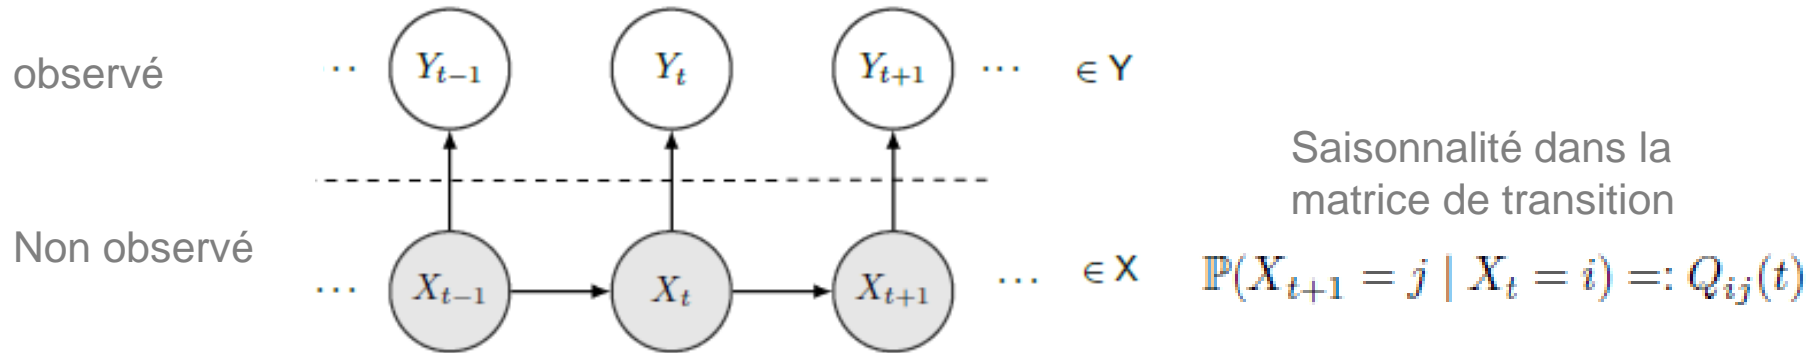 observé
·· Y_{t−1} Y_t Y_{t+1} ··· ∈ Y
Saisonnalité dans la
matrice de transition
Non observé
··· X_{t−1} X_t X_{t+1} ··· ∈ X
ℙ(X_{t+1} = j | X_t = i) =: Q_{ij}(t)